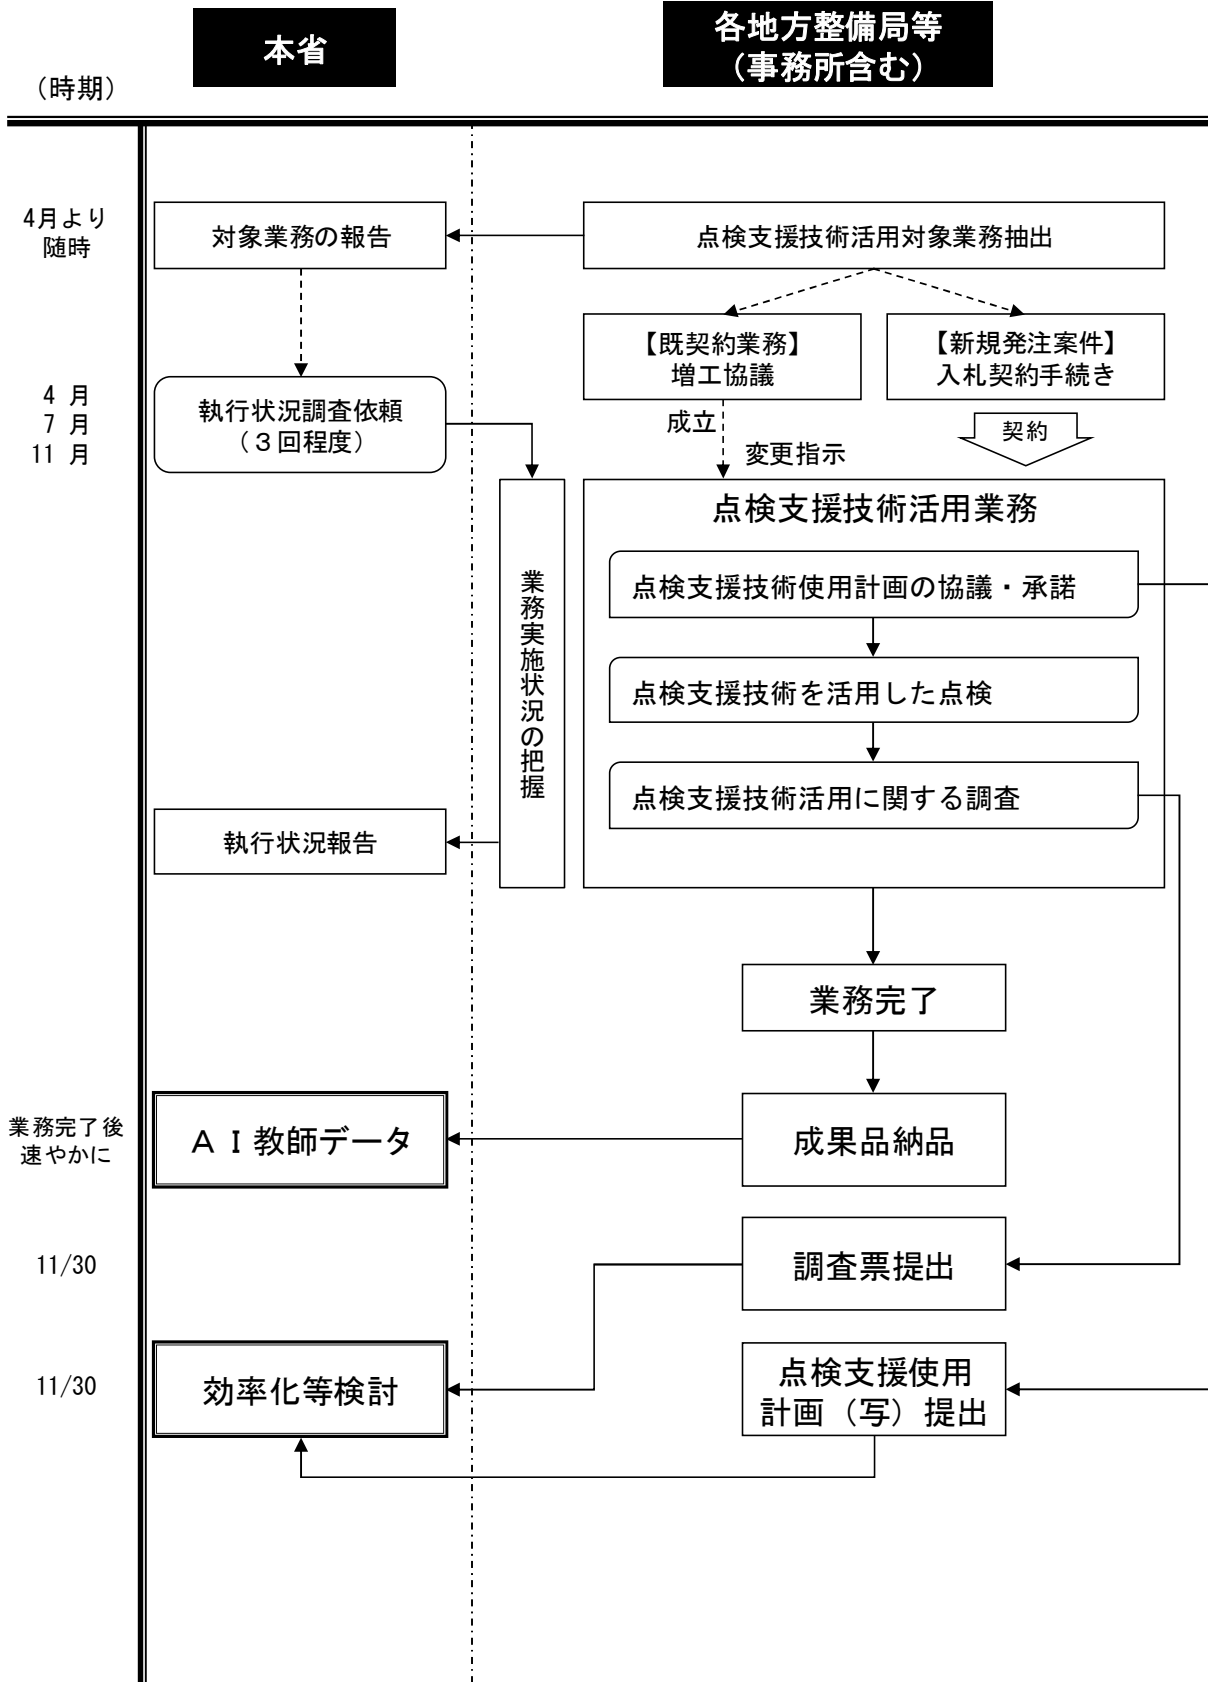 本省
各地方整備局等
（事務所含む）
（時期）
4月より
随時
対象業務の報告
点検支援技術活用対象業務抽出
【既契約業務】
増工協議
【新規発注案件】
入札契約手続き
4 月
7 月
11 月
執行状況調査依頼
（３回程度）
成立
変更指示
契約
業務実施状況の把握
点検支援技術活用業務
点検支援技術使用計画の協議・承諾
点検支援技術を活用した点検
点検支援技術活用に関する調査
執行状況報告
業務完了
業務完了後
速やかに
ＡＩ教師データ
成果品納品
11/30
調査票提出
11/30
効率化等検討
点検支援使用
計画（写）提出